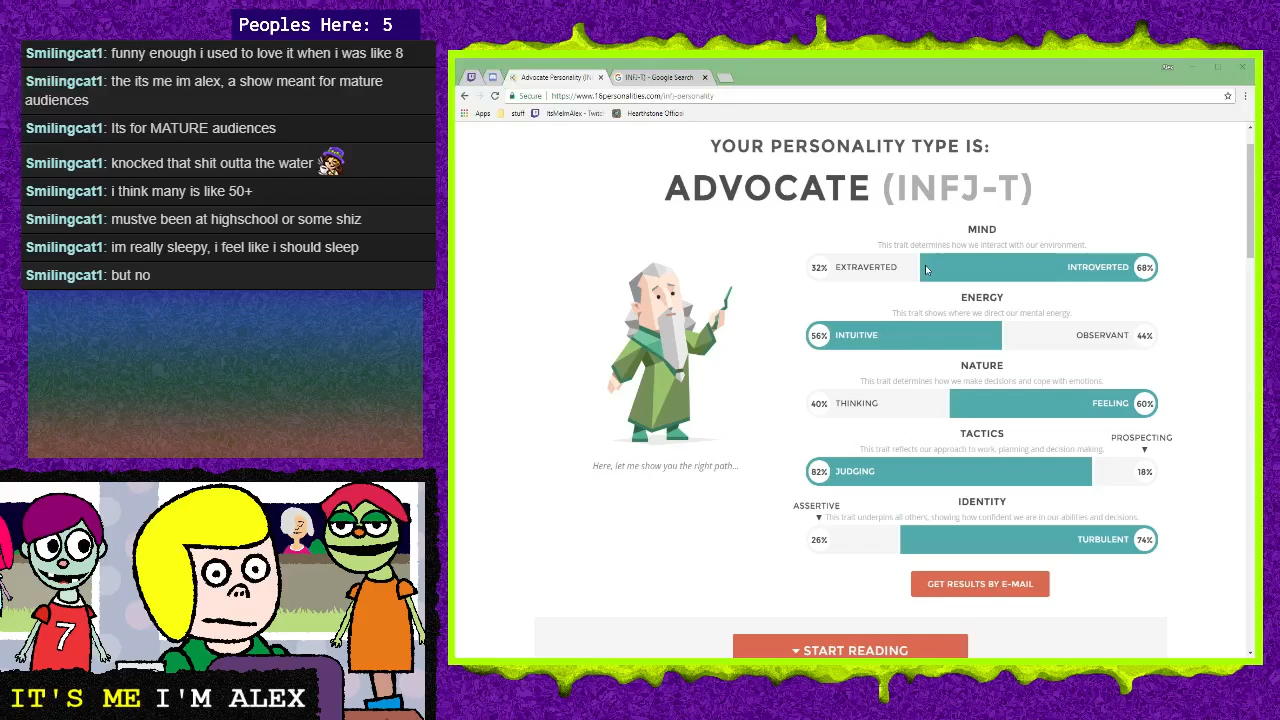 Peoples Here: 5
Smilingcat1: funny enough i used to love it when i was like 8
Smilingcat1: the its me im alex, a show meant for mature
audiences
Smilingcat1: Its for MATURE audiences
Smilingcat1: knocked that shit outta the water
Smilingcat1: i think many is like 50+
Smilingcat1: mustve been at highschool or some shiz
Smilingcat1: im really sleepy, i feel like i should sleep
Smilingcat1: but no
7
IT'S ME I'M ALEX
Advocate Personality (IN
INFJ-T) - Google Search
Alex
Secure
https://www.16personalities.com/infj-personality
Apps
stuff
ItsMeImAlex - Twitch
Hearthstone Official
YOUR PERSONALITY TYPE IS:
ADVOCATE (INFJ-T)
Here, let me show you the right path...
MIND
This trait determines how we interact with our environment.
32% EXTRAVERTED INTROVERTED 68%
ENERGY
This trait shows where we direct our mental energy.
56% INTUITIVE OBSERVANT 44%
NATURE
This trait determines how we make decisions and cope with emotions.
40% THINKING FEELING 60%
TACTICS
PROSPECTING
This trait reflects our approach to work, planning and decision-making.
82% JUDGING 18%
IDENTITY
ASSERTIVE
This trait underpins all others, showing how confident we are in our abilities and decisions.
26% TURBULENT 74%
GET RESULTS BY E-MAIL
START READING